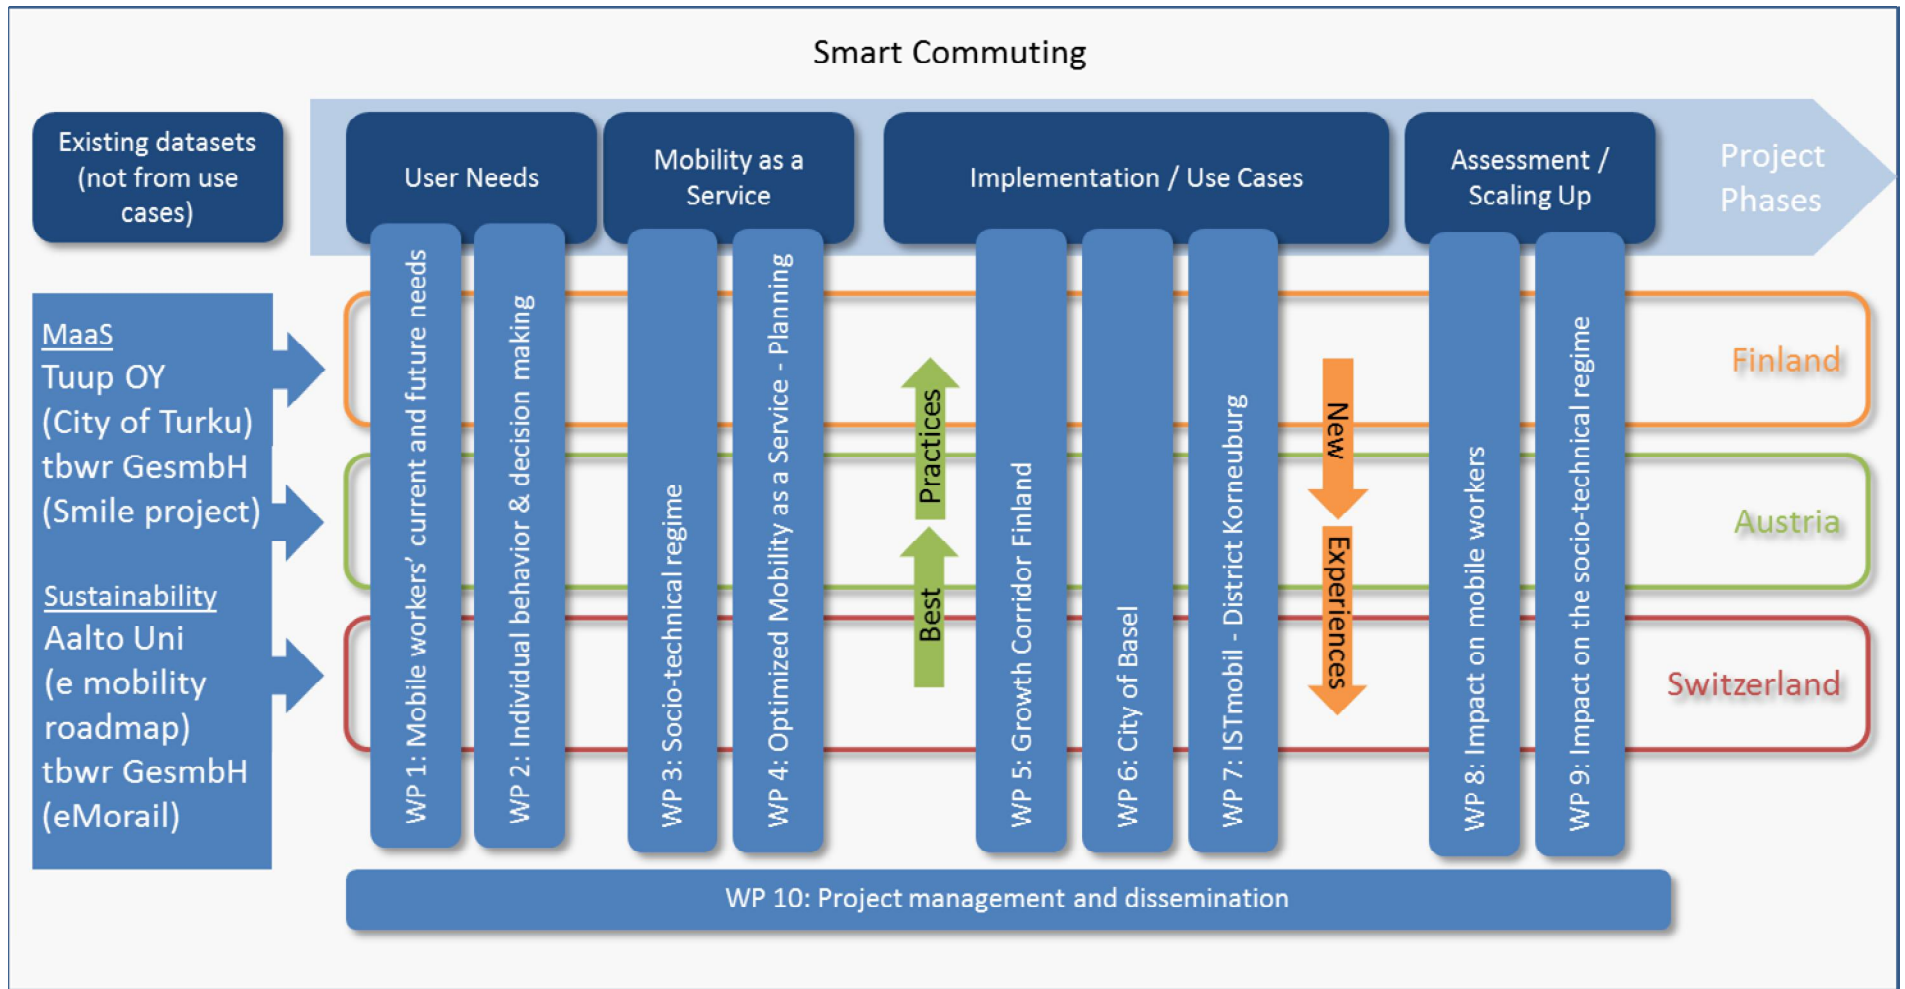 Smart Commuting
Existing datasets
(not from use
cases)
User Needs
Mobility as a
Service
Implementation / Use Cases
Assessment /
Scaling Up
Project
Phases
MaaS
Tuup OY
(City of Turku)
tbwr GesmbH
(Smile project)
Sustainability
Aalto Uni
(e mobility
roadmap)
tbwr GesmbH
(eMorail)
WP 1: Mobile workers’ current and future needs
WP 2: Individual behavior & decision making
WP 3: Socio-technical regime
WP 4: Optimized Mobility as a Service - Planning
Best
Practices
WP 5: Growth Corridor Finland
WP 6: City of Basel
WP 7: ISTmobil - District Korneuburg
New
Experiences
WP 8: Impact on mobile workers
WP 9: Impact on the socio-technical regime
Finland
Austria
Switzerland
WP 10: Project management and dissemination